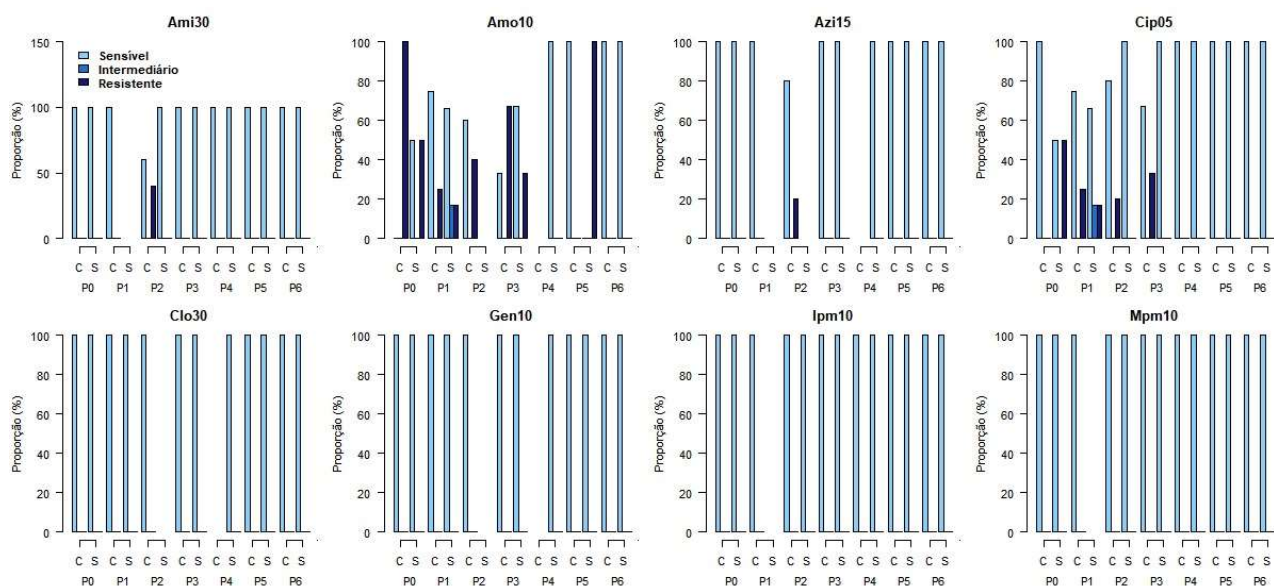 Ami30
Amo10
Azi15
Cip05
Proporção (%)
150
100
50
0
Sensível
Intermediário
Resistente
Proporção (%)
100
80
60
40
20
0
Proporção (%)
100
80
60
40
20
0
Proporção (%)
100
80
60
40
20
0
C S C S C S C S C S C S C S
P0 P1 P2 P3 P4 P5 P6
C S C S C S C S C S C S C S
P0 P1 P2 P3 P4 P5 P6
C S C S C S C S C S C S C S
P0 P1 P2 P3 P4 P5 P6
C S C S C S C S C S C S C S
P0 P1 P2 P3 P4 P5 P6
Clo30
Gen10
Ipm10
Mpm10
Proporção (%)
100
80
60
40
20
0
Proporção (%)
100
80
60
40
20
0
Proporção (%)
100
80
60
40
20
0
Proporção (%)
100
80
60
40
20
0
C S C S C S C S C S C S C S
P0 P1 P2 P3 P4 P5 P6
C S C S C S C S C S C S C S
P0 P1 P2 P3 P4 P5 P6
C S C S C S C S C S C S C S
P0 P1 P2 P3 P4 P5 P6
C S C S C S C S C S C S C S
P0 P1 P2 P3 P4 P5 P6